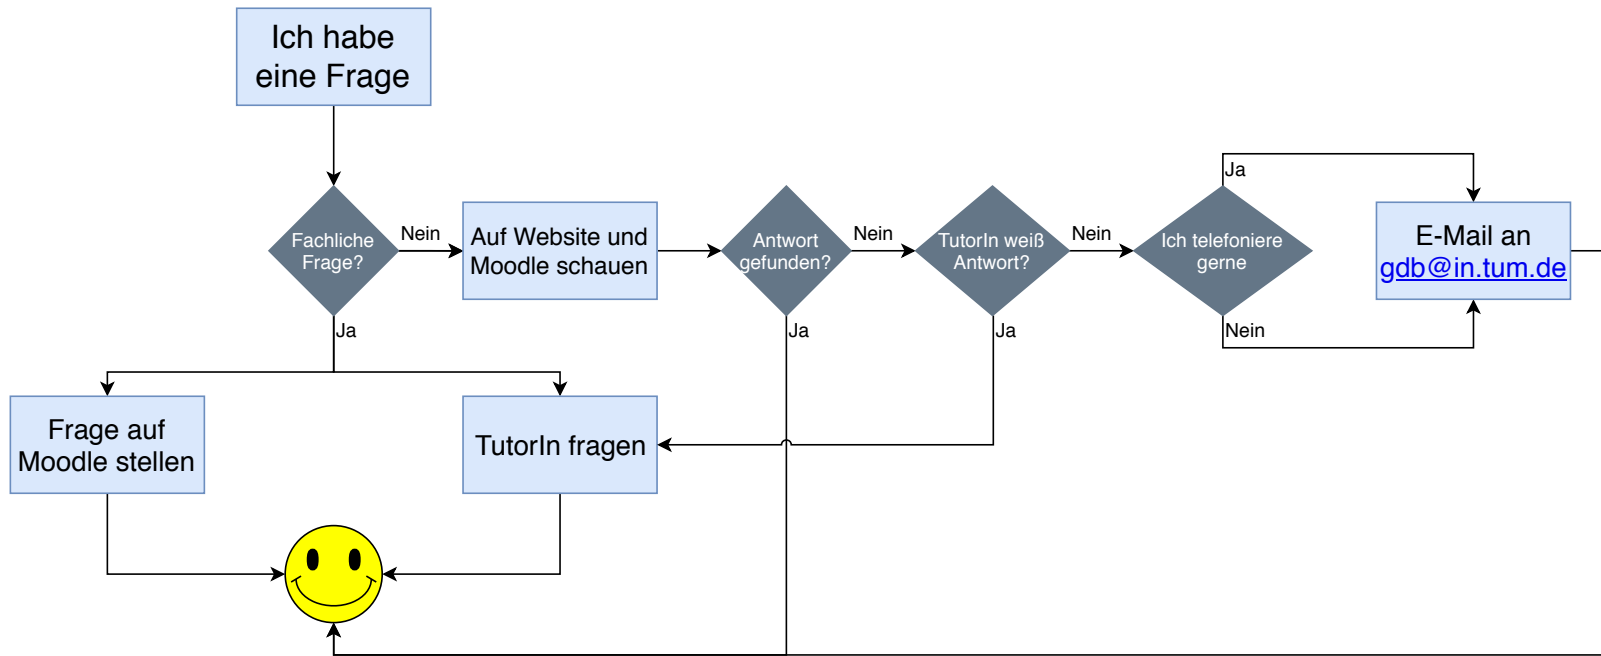 Ich habe
eine Frage
Fachliche
Frage?
Nein
Ja
Auf Website und
Moodle schauen
Antwort
gefunden?
Nein
Ja
TutorIn weiß
Antwort?
Nein
Ja
Ich telefoniere
gerne
Ja
Nein
E-Mail an
gdb@in.tum.de
Frage auf
Moodle stellen
TutorIn fragen